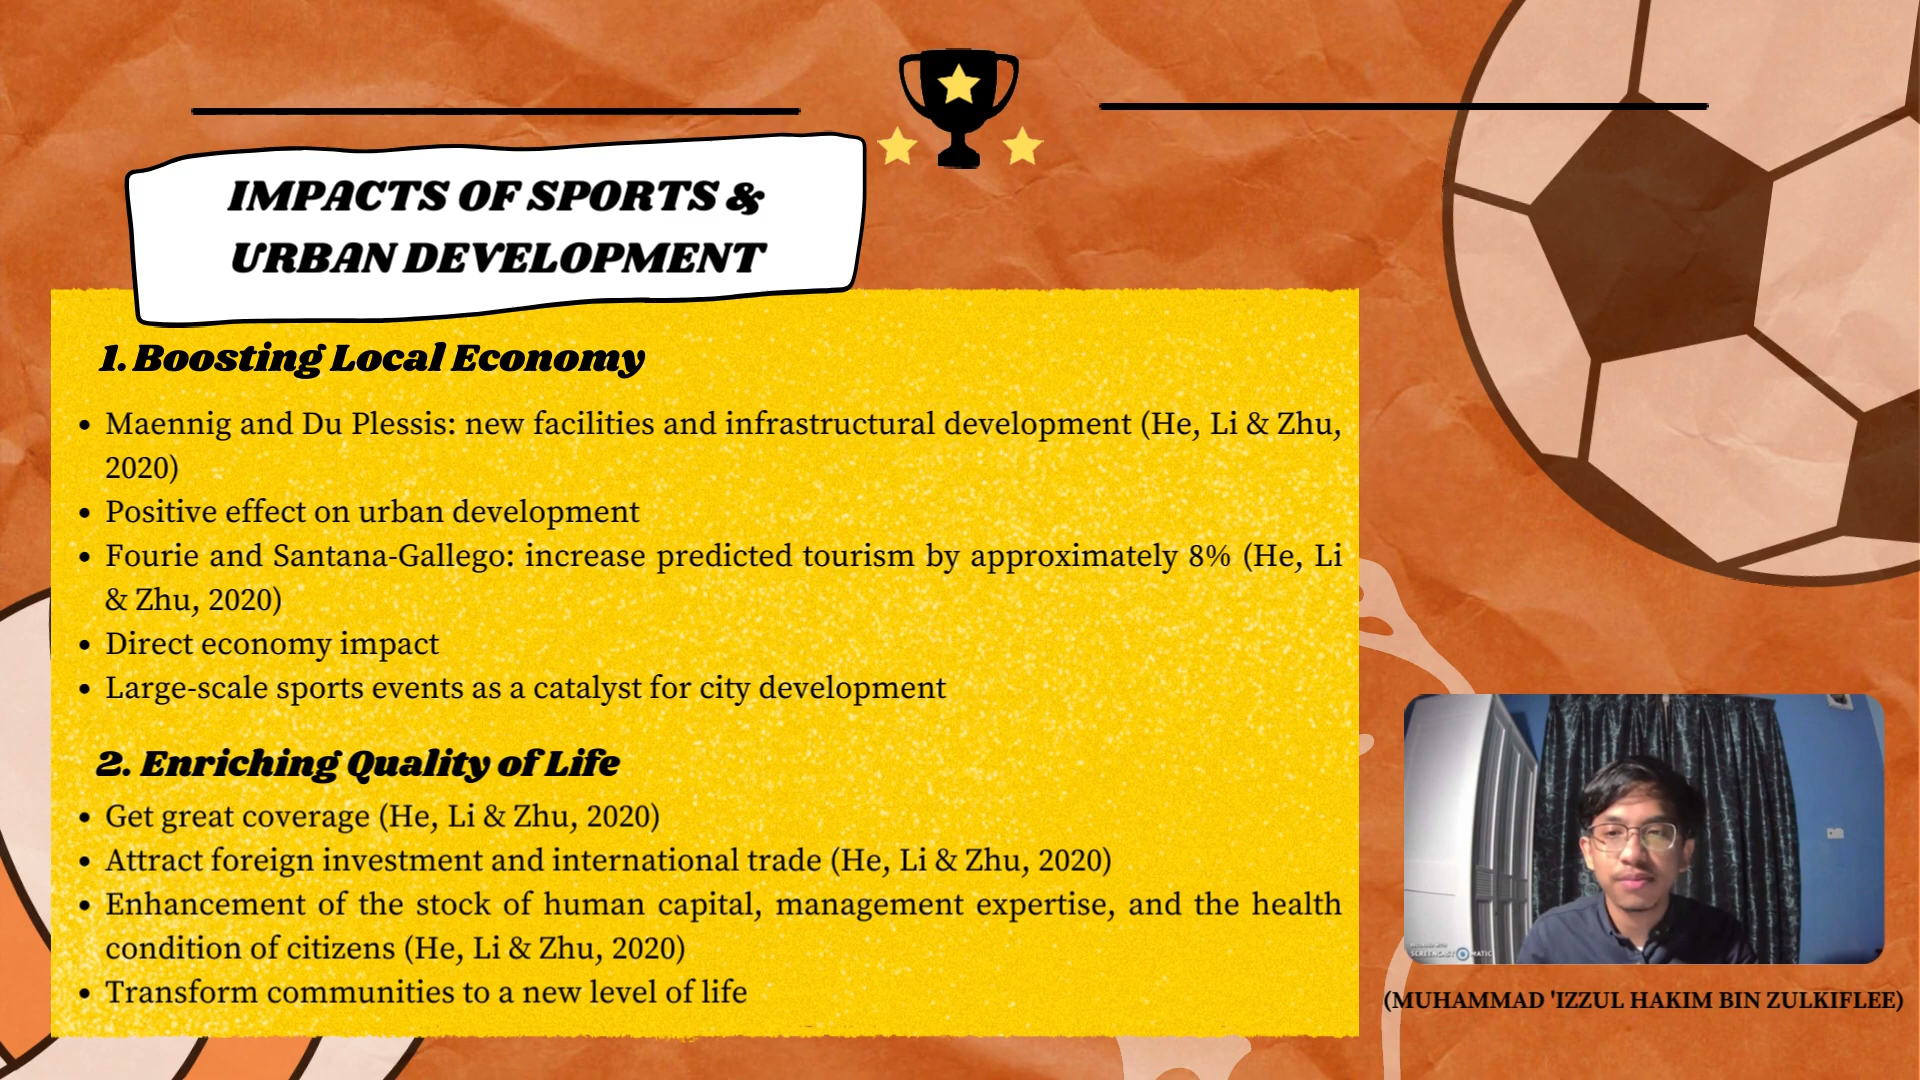 IMPACTS OF SPORTS &
URBAN DEVELOPMENT
1. Boosting Local Economy
• Maennig and Du Plessis: new facilities and infrastructural development (He, Li & Zhu,
2020)
• Positive effect on urban development
• Fourie and Santana-Gallego: increase predicted tourism by approximately 8% (He, Li
& Zhu, 2020)
• Direct economy impact
• Large-scale sports events as a catalyst for city development
2. Enriching Quality of Life
• Get great coverage (He, Li & Zhu, 2020)
• Attract foreign investment and international trade (He, Li & Zhu, 2020)
• Enhancement of the stock of human capital, management expertise, and the health
condition of citizens (He, Li & Zhu, 2020)
• Transform communities to a new level of life
RECORDED WITH
SCREENCAST MATIC
(MUHAMMAD 'IZZUL HAKIM BIN ZULKIFLEE)